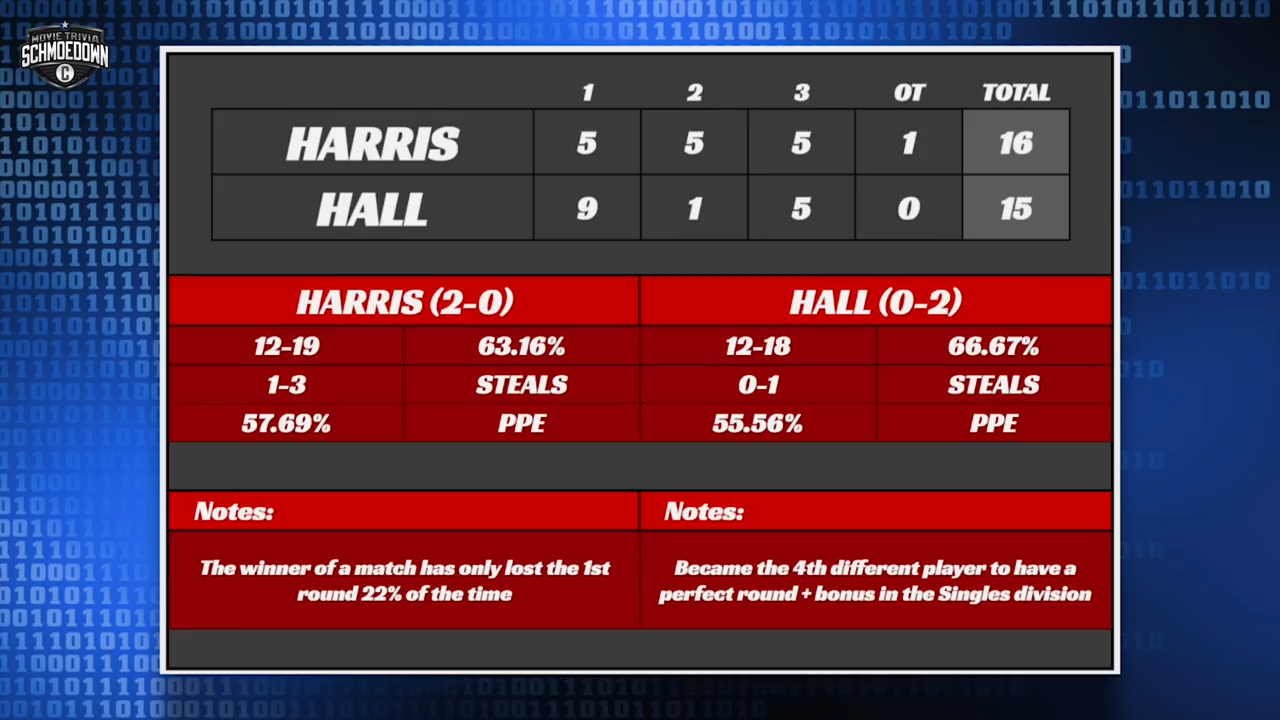 MOVIE TRIVIA
SCHMOEDOWN
C
1 2 3 OT TOTAL
HARRIS 5 5 5 1 16
HALL 9 1 5 0 15
HARRIS (2-0) HALL (0-2)
12-19 63.16% 12-18 66.67%
1-3 STEALS 0-1 STEALS
57.69% PPE 55.56% PPE
Notes: Notes:
The winner of a match has only lost the 1st
round 22% of the time
Became the 4th different player to have a
perfect round + bonus in the Singles division